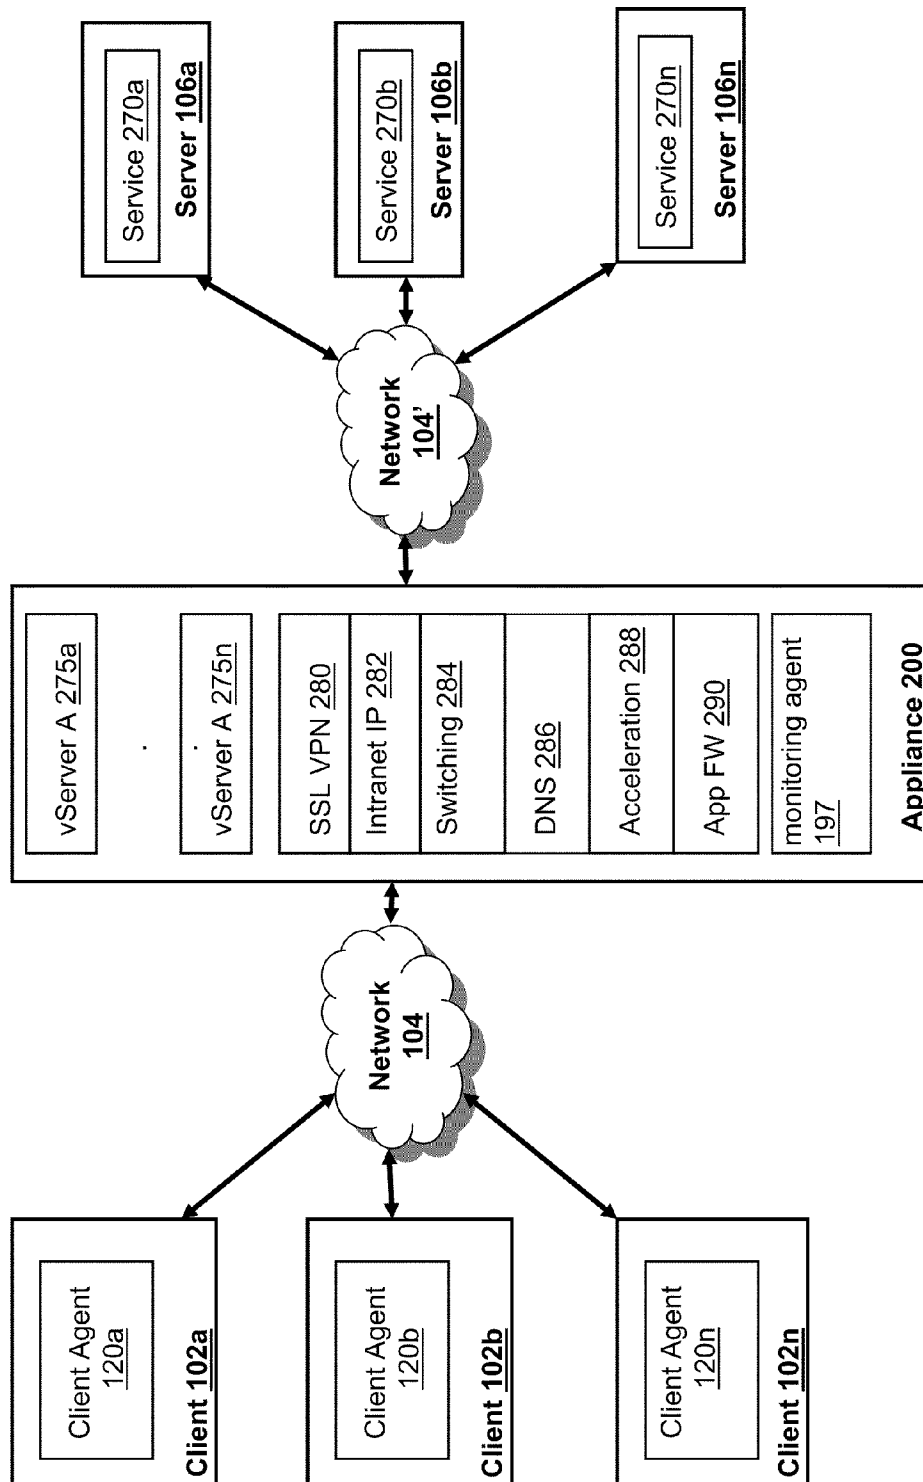 Client Agent
120a
Client 102a
Client Agent
120b
Client 102b
Client Agent
120n
Client 102n
Network
104
vServer A 275a
.
.
vServer A 275n
SSL VPN 280
Intranet IP 282
Switching 284
DNS 286
Acceleration 288
App FW 290
monitoring agent
197
Appliance 200
Network
104’
Service 270a
Server 106a
Service 270b
Server 106b
Service 270n
Server 106n